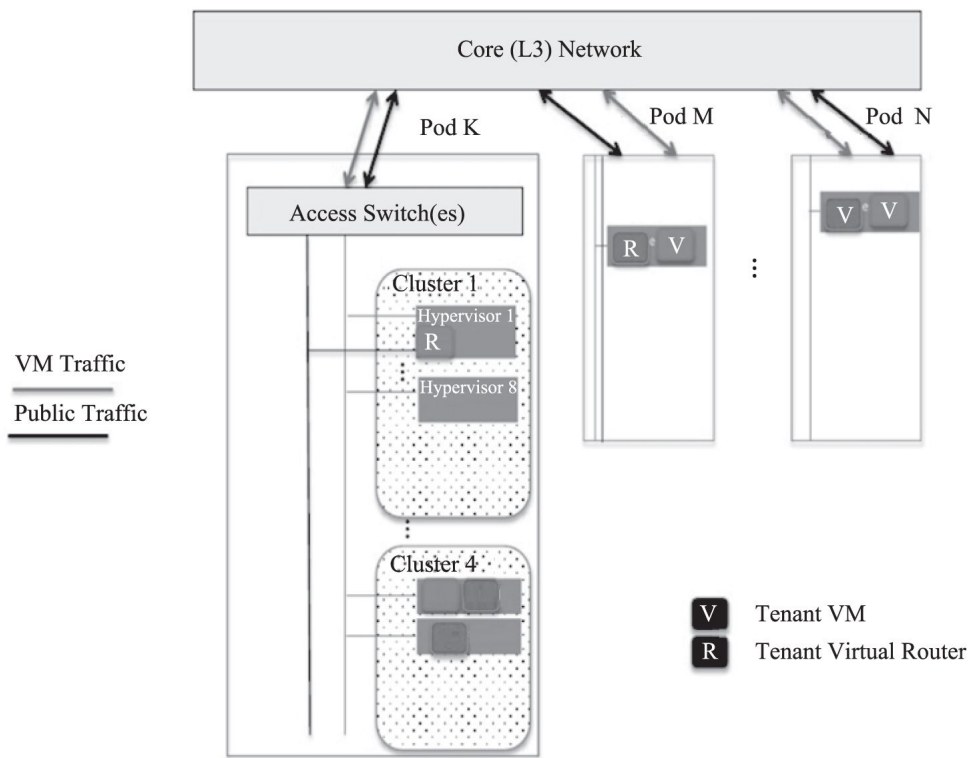 Core (L3) Network
Pod K
Pod M
Pod N
Access Switch(es)
Cluster 1
Hypervisor 1
R
Hypervisor 8
R e V
V e V
VM Traffic
Public Traffic
Cluster 4
V Tenant VM
R Tenant Virtual Router